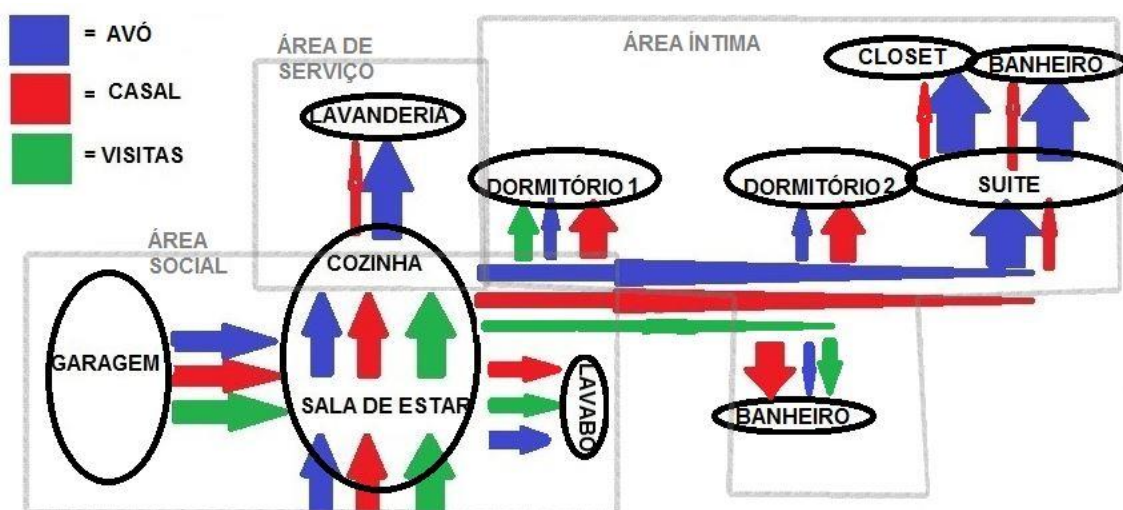 = AVÓ
= CASAL
= VISITAS
ÁREA DE
SERVIÇO
ÁREA ÍNTIMA
CLOSET
BANHEIRO
LAVANDERIA
DORMITÓRIO 1
DORMITÓRIO 2
SUITE
ÁREA
SOCIAL
COZINHA
GARAGEM
SALA DE ESTAR
LAVABO
BANHEIRO